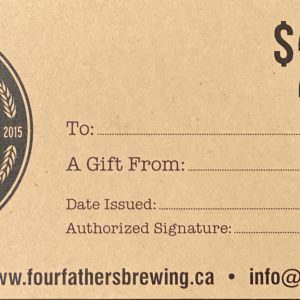 $
2015
To:
A Gift From:
Date Issued:
Authorized Signature:
www.fourfathersbrewing.ca • info@